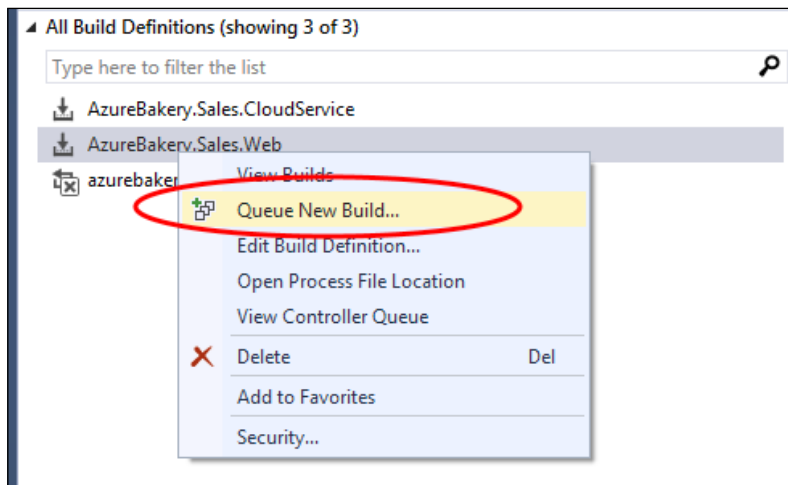 All Build Definitions (showing 3 of 3)
Type here to filter the list
AzureBakery.Sales.CloudService
AzureBakery.Sales.Web
azurebaker
View Builds
Queue New Build...
Edit Build Definition...
Open Process File Location
View Controller Queue
Delete Del
Add to Favorites
Security...